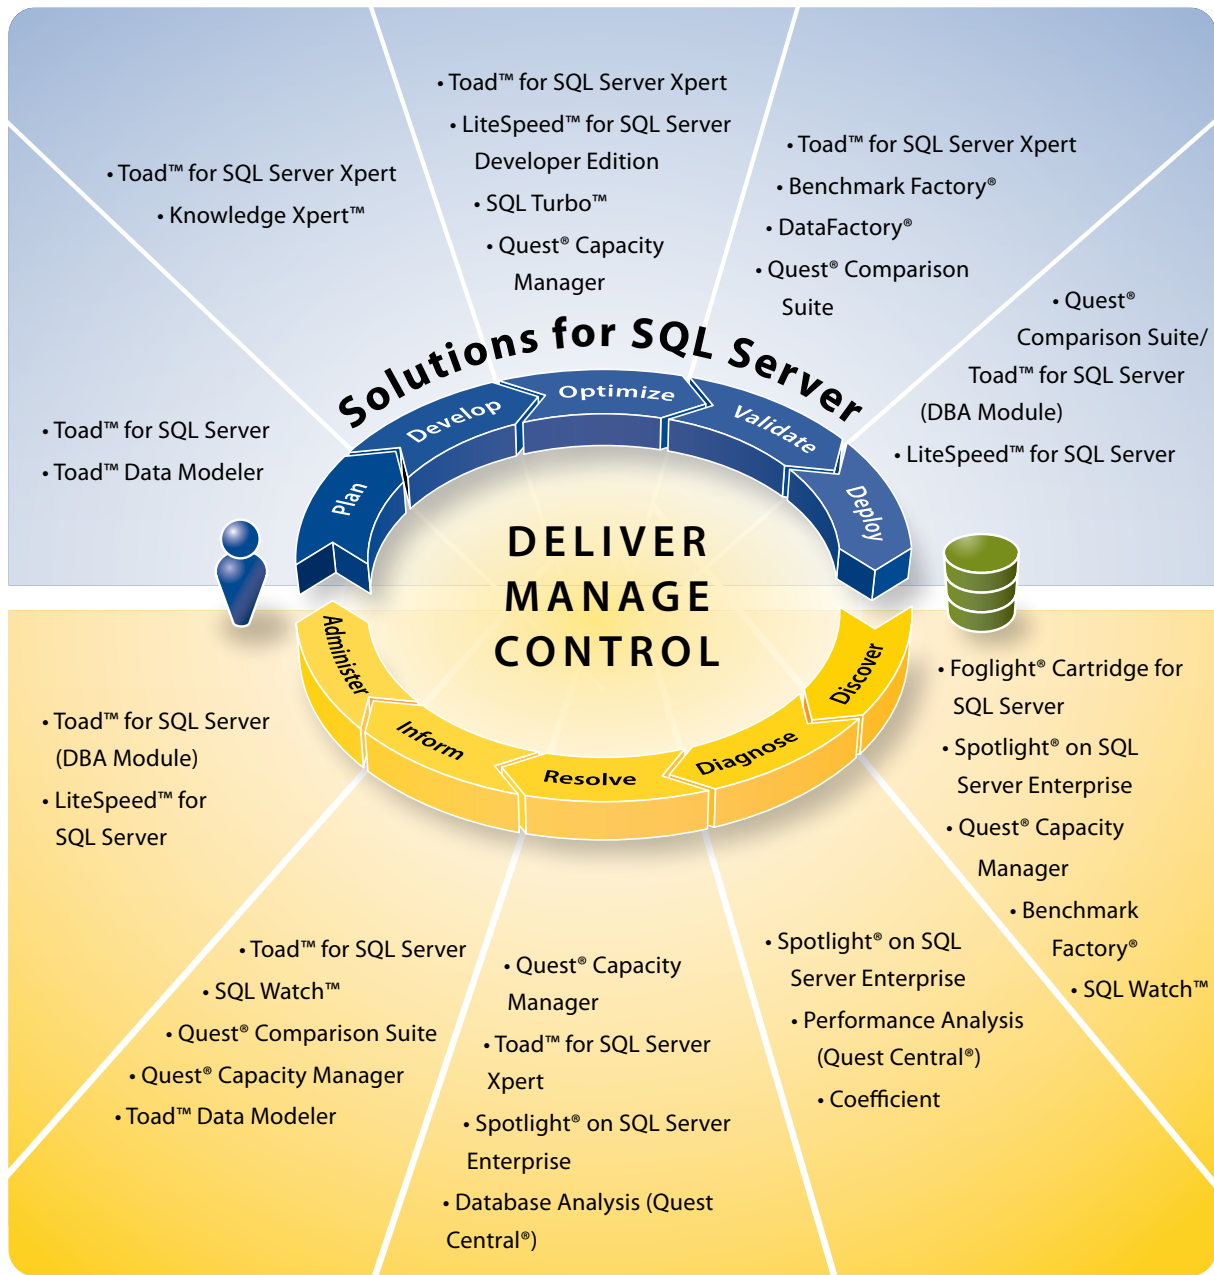 • Toad™ for SQL Server Xpert
• LiteSpeed™ for SQL Server
Developer Edition
• SQL Turbo™
• Quest® Capacity
Manager
• Toad™ for SQL Server Xpert
• Knowledge Xpert™
• Toad™ for SQL Server Xpert
• Benchmark Factory®
• DataFactory®
• Quest® Comparison
Suite
• Quest®
Comparison Suite/
Toad™ for SQL Server
(DBA Module)
• LiteSpeed™ for SQL Server
• Toad™ for SQL Server
• Toad™ Data Modeler
Solutions for SQL Server
Plan
Develop
Optimize
Validate
Deploy
DELIVER
MANAGE
CONTROL
Administer
Inform
Resolve
Diagnose
Discover
• Toad™ for SQL Server
(DBA Module)
• LiteSpeed™ for
SQL Server
• Toad™ for SQL Server
• SQL Watch™
• Quest® Comparison Suite
• Quest® Capacity Manager
• Toad™ Data Modeler
• Quest® Capacity
Manager
• Toad™ for SQL Server
Xpert
• Spotlight® on SQL Server
Enterprise
• Database Analysis (Quest
Central®)
• Spotlight® on SQL
Server Enterprise
• Performance Analysis
(Quest Central®)
• Coefficient
• Foglight® Cartridge for
SQL Server
• Spotlight® on SQL
Server Enterprise
• Quest® Capacity
Manager
• Benchmark
Factory®
• SQL Watch™